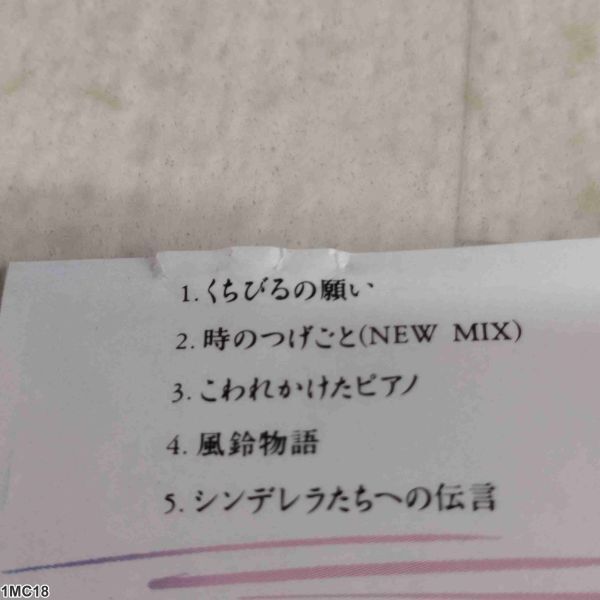 1. くちびるの願い
2. 時のつげごと(NEW MIX)
3. こわれかけたピアノ
4. 風鈴物語
5. シンデレラたちへの伝言
1MC18